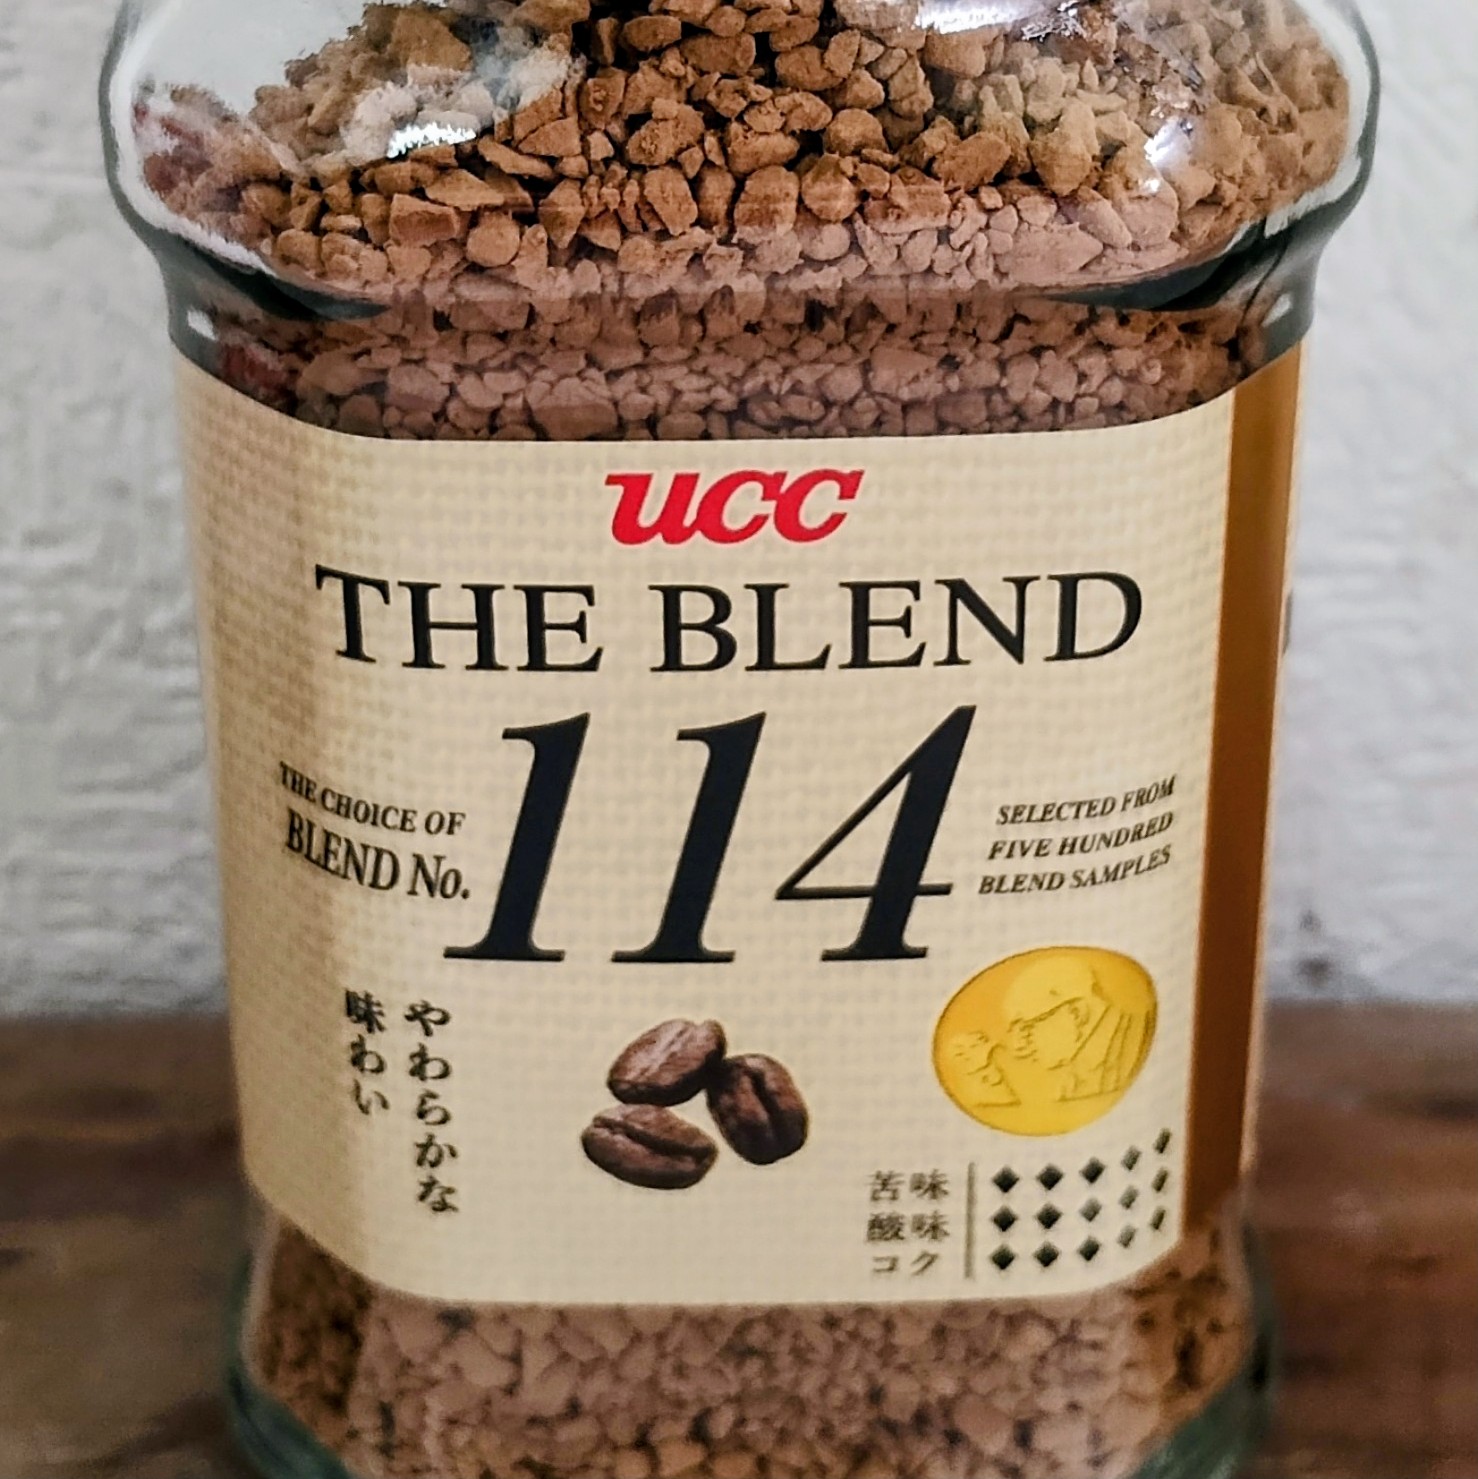 UCC
THE BLEND
114
THE CHOICE OF
BLEND No.
SELECTED FROM
FIVE HUNDRED
BLEND SAMPLES
やわらかな
味わい
苦味
酸味
コク